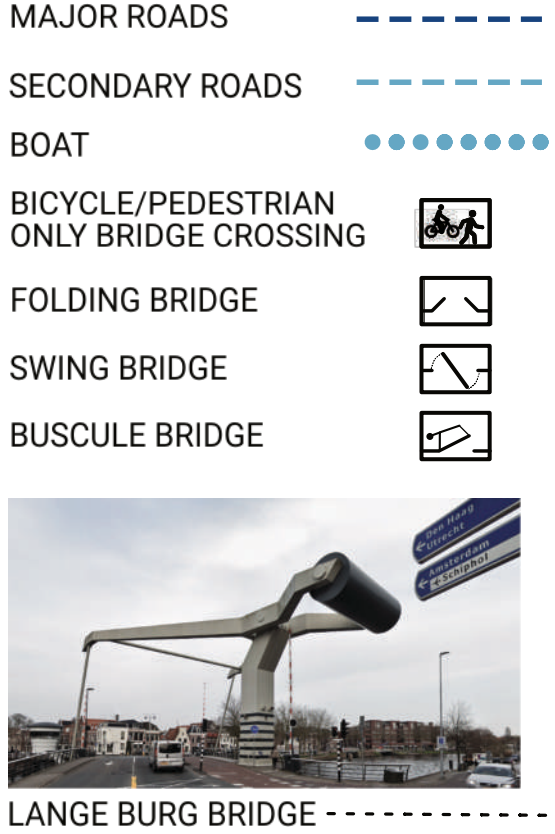 MAJOR ROADS
SECONDARY ROADS
BOAT
BICYCLE/PEDESTRIAN
ONLY BRIDGE CROSSING
FOLDING BRIDGE
SWING BRIDGE
BUSCULE BRIDGE
Den Haag
Utrecht
Amsterdam
Schiphol
LANGE BURG BRIDGE